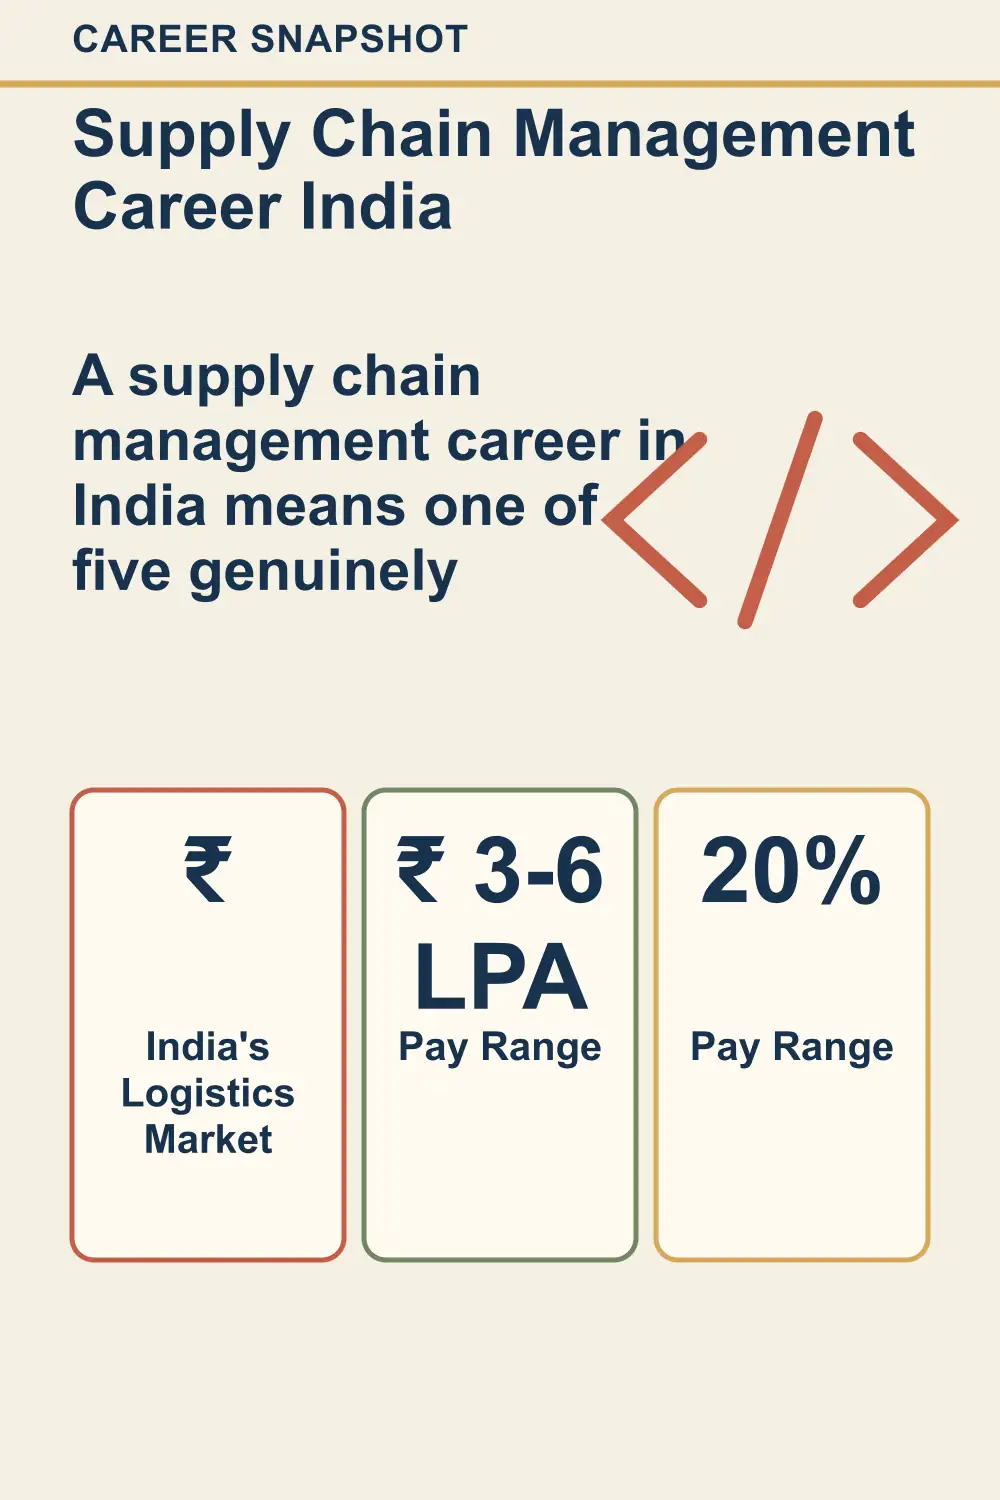 CAREER SNAPSHOT
Supply Chain Management
Career India
A supply chain
management career in
India means one of
five genuinely
₹
India's
Logistics
Market
₹ 3-6
LPA
Pay Range
20%
Pay Range